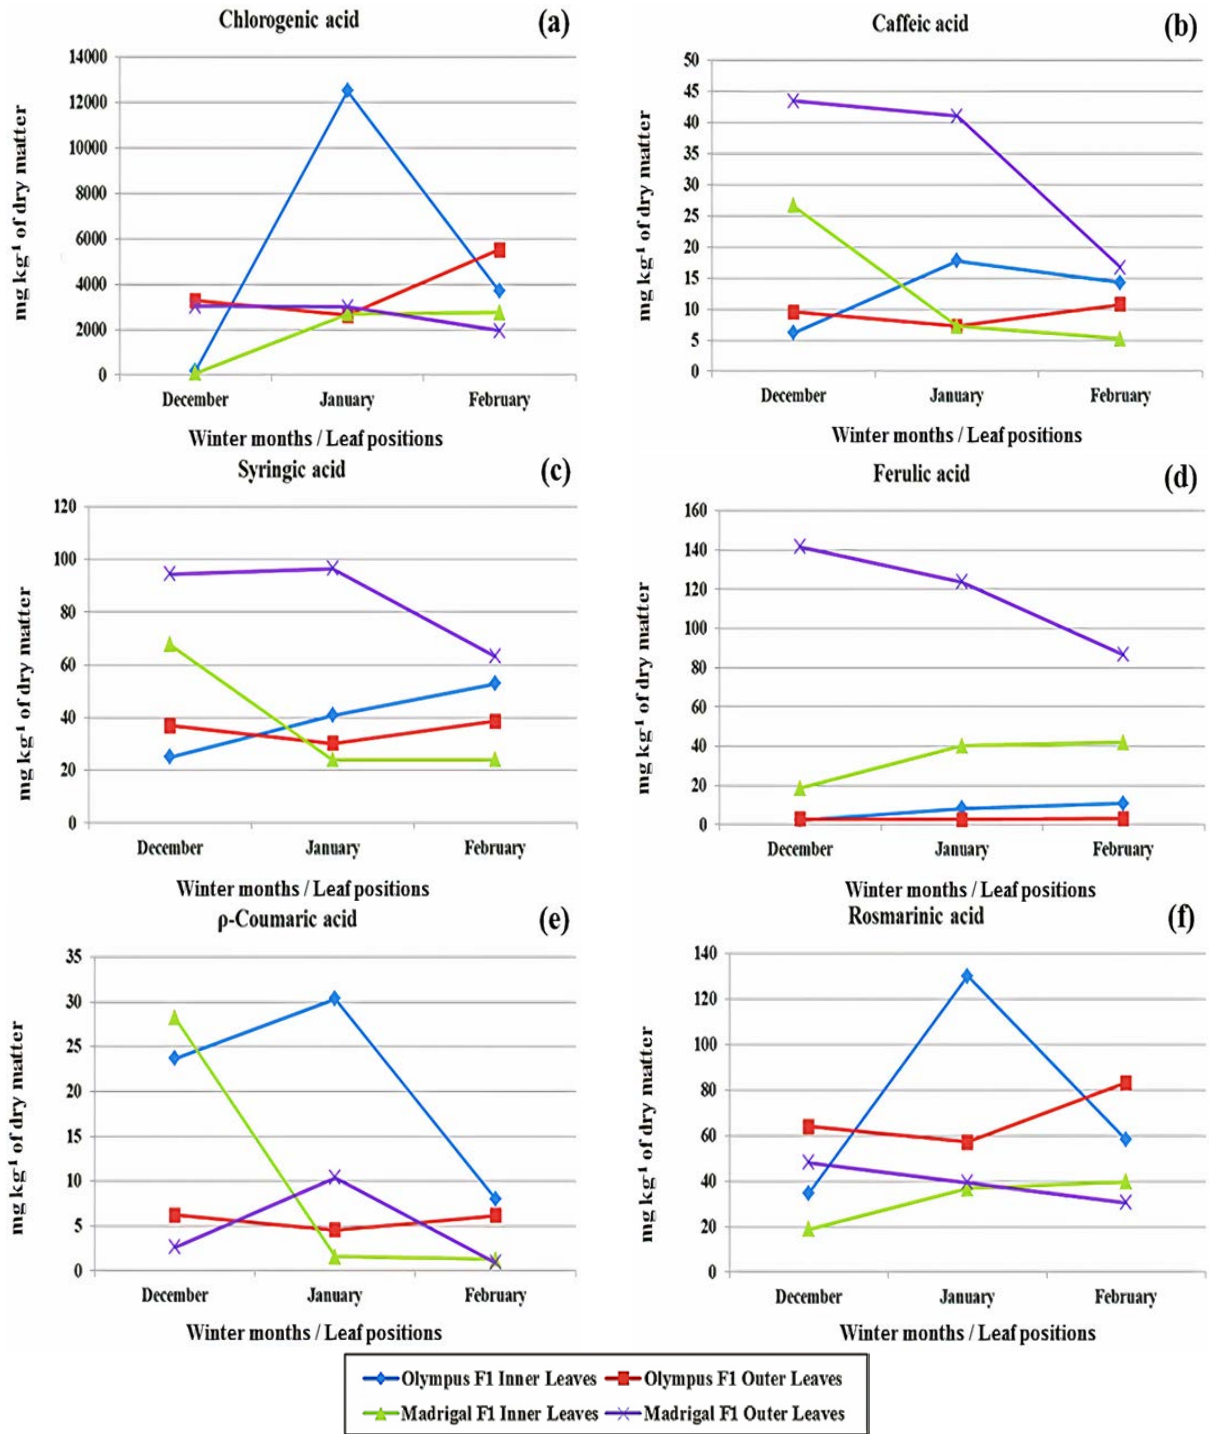 Chlorogenic acid
(a)
14000
12000
10000
8000
6000
4000
2000
0
mg kg⁻¹ of dry matter
December January February
Winter months / Leaf positions
Caffeic acid
(b)
50
45
40
35
30
25
20
15
10
5
0
mg kg⁻¹ of dry matter
December January February
Winter months / Leaf positions
Syringic acid
(c)
120
100
80
60
40
20
0
mg kg⁻¹ of dry matter
December January February
Winter months / Leaf positions
Ferulic acid
(d)
160
140
120
100
80
60
40
20
0
mg kg⁻¹ of dry matter
December January February
Winter months / Leaf positions
ρ-Coumaric acid
(e)
35
30
25
20
15
10
5
0
mg kg⁻¹ of dry matter
December January February
Winter months / Leaf positions
Rosmarinic acid
(f)
140
120
100
80
60
40
20
0
mg kg⁻¹ of dry matter
December January February
Winter months / Leaf positions
Olympus F1 Inner Leaves Olympus F1 Outer Leaves
Madrigal F1 Inner Leaves Madrigal F1 Outer Leaves